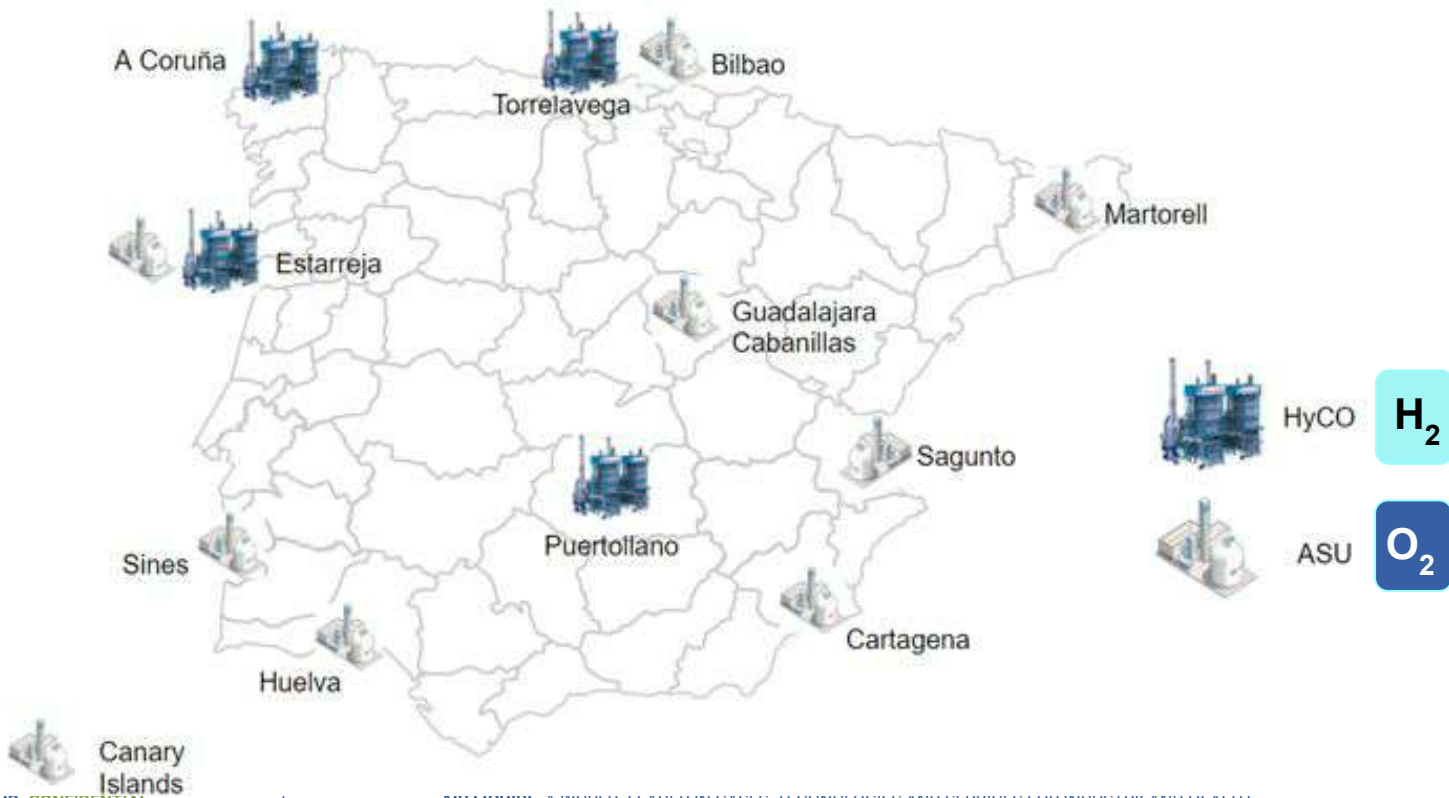 A Coruña
Bilbao
Torrelavega
Martorell
Estarreja
Guadalajara
Cabanillas
HyCO
H2
Sagunto
Puertollano
ASU
O2
Sines
Cartagena
Huelva
Canary
Islands